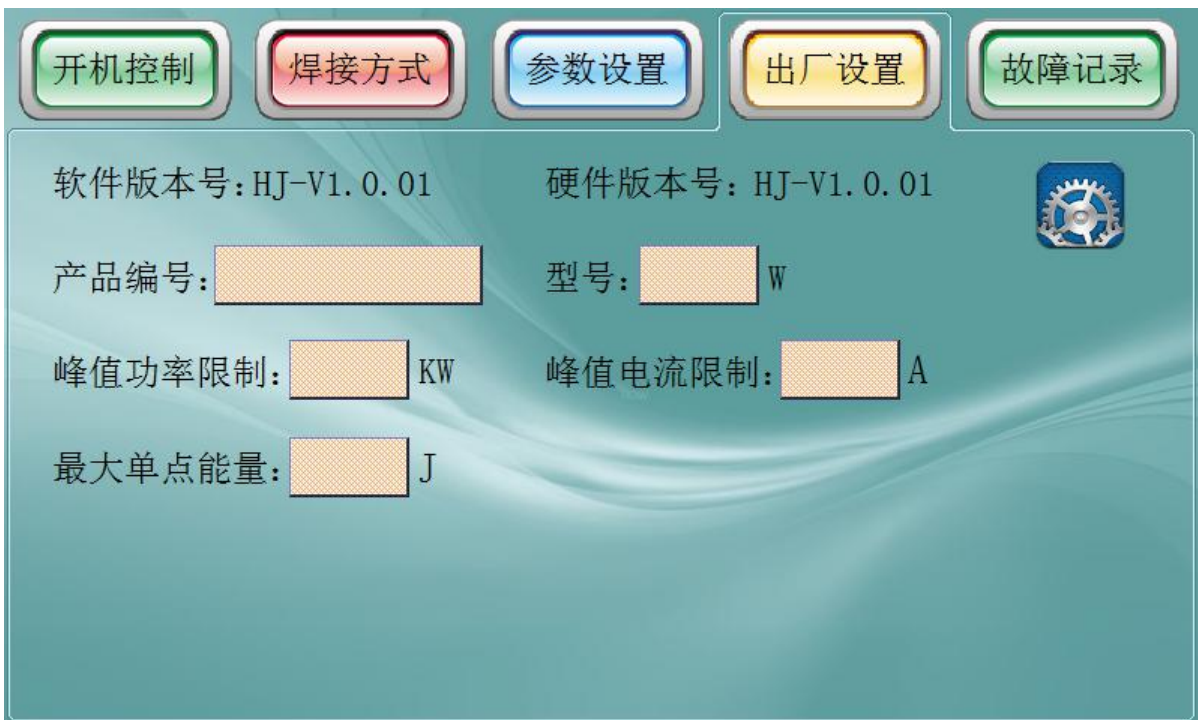 开机控制 焊接方式 参数设置 出厂设置 故障记录
软件版本号:HJ-V1.0.01 硬件版本号: HJ-V1.0.01
产品编号: 型号: W
峰值功率限制: KW 峰值电流限制: A
最大单点能量: J